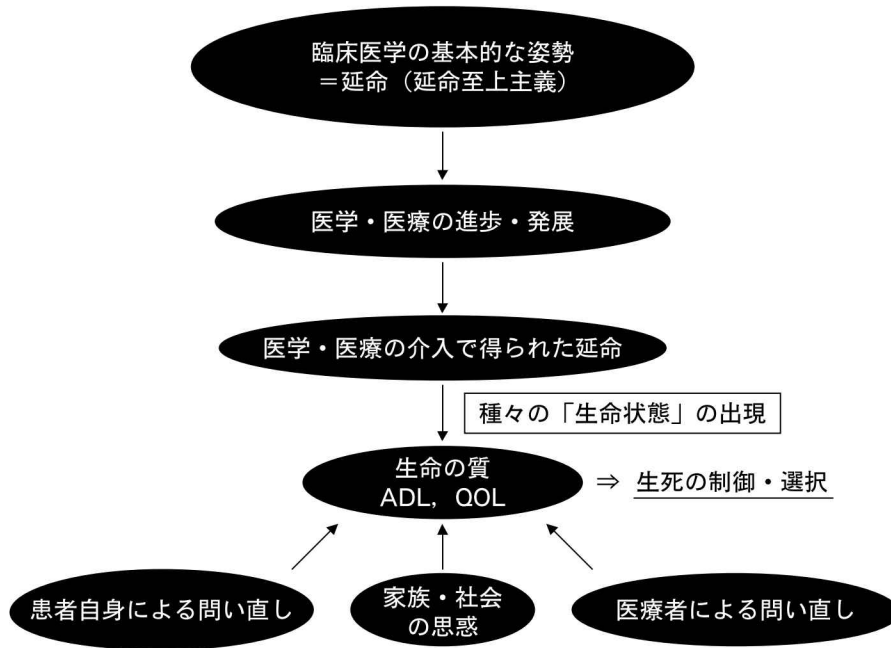 臨床医学の基本的な姿勢
＝延命（延命至上主義）
医学・医療の進歩・発展
医学・医療の介入で得られた延命
種々の「生命状態」の出現
生命の質
ADL，QOL
⇒ 生死の制御・選択
患者自身による問い直し
家族・社会
の思惑
医療者による問い直し